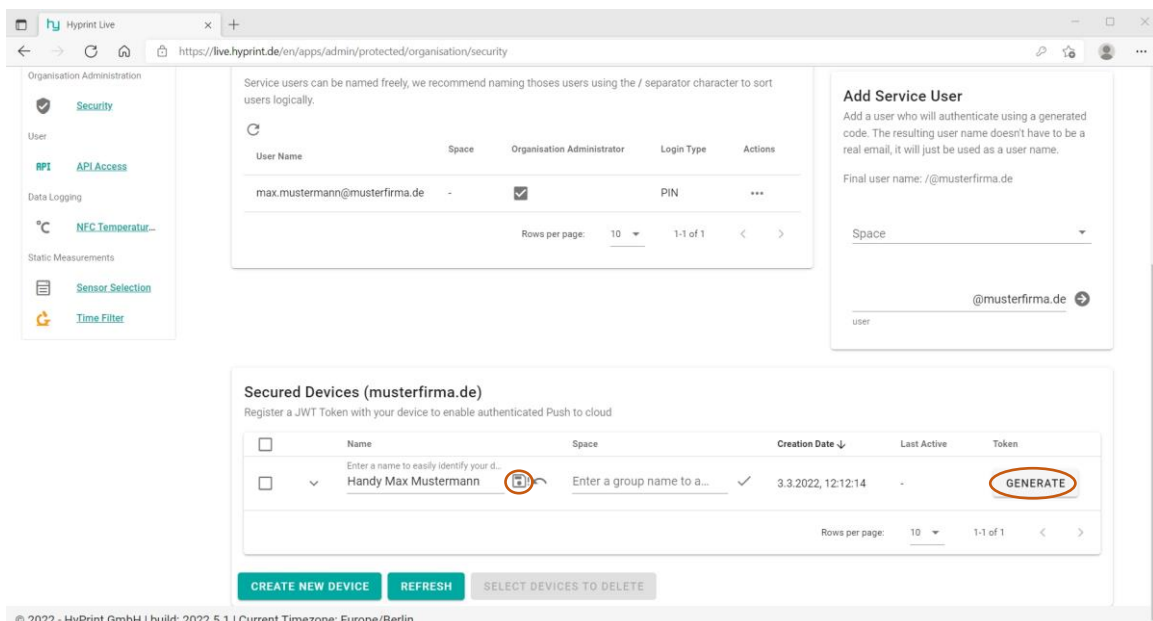 Hyprint Live
https://live.hyprint.de/en/apps/admin/protected/organisation/security
Organisation Administration
Security
User
API
API Access
Data Logging
°C
NFC Temperatur...
Static Measurements
Sensor Selection
Time Filter
Service users can be named freely, we recommend naming thoses users using the / separator character to sort
users logically.
User Name Space Organisation Administrator Login Type Actions
max.mustermann@musterfirma.de - PIN ...
Rows per page: 10 1-1 of 1
Add Service User
Add a user who will authenticate using a generated
code. The resulting user name doesn't have to be a
real email, it will just be used as a user name.
Final user name: /@musterfirma.de
Space
@musterfirma.de
user
Secured Devices (musterfirma.de)
Register a JWT Token with your device to enable authenticated Push to cloud
Name Space Creation Date Last Active Token
Enter a name to easily identify your d...
Handy Max Mustermann Enter a group name to a... 3.3.2022, 12:12:14 - GENERATE
Rows per page: 10 1-1 of 1
CREATE NEW DEVICE REFRESH SELECT DEVICES TO DELETE
© 2022 - HyPrint GmbH | build: 2022.5.1 | Current Timezone: Europe/Berlin